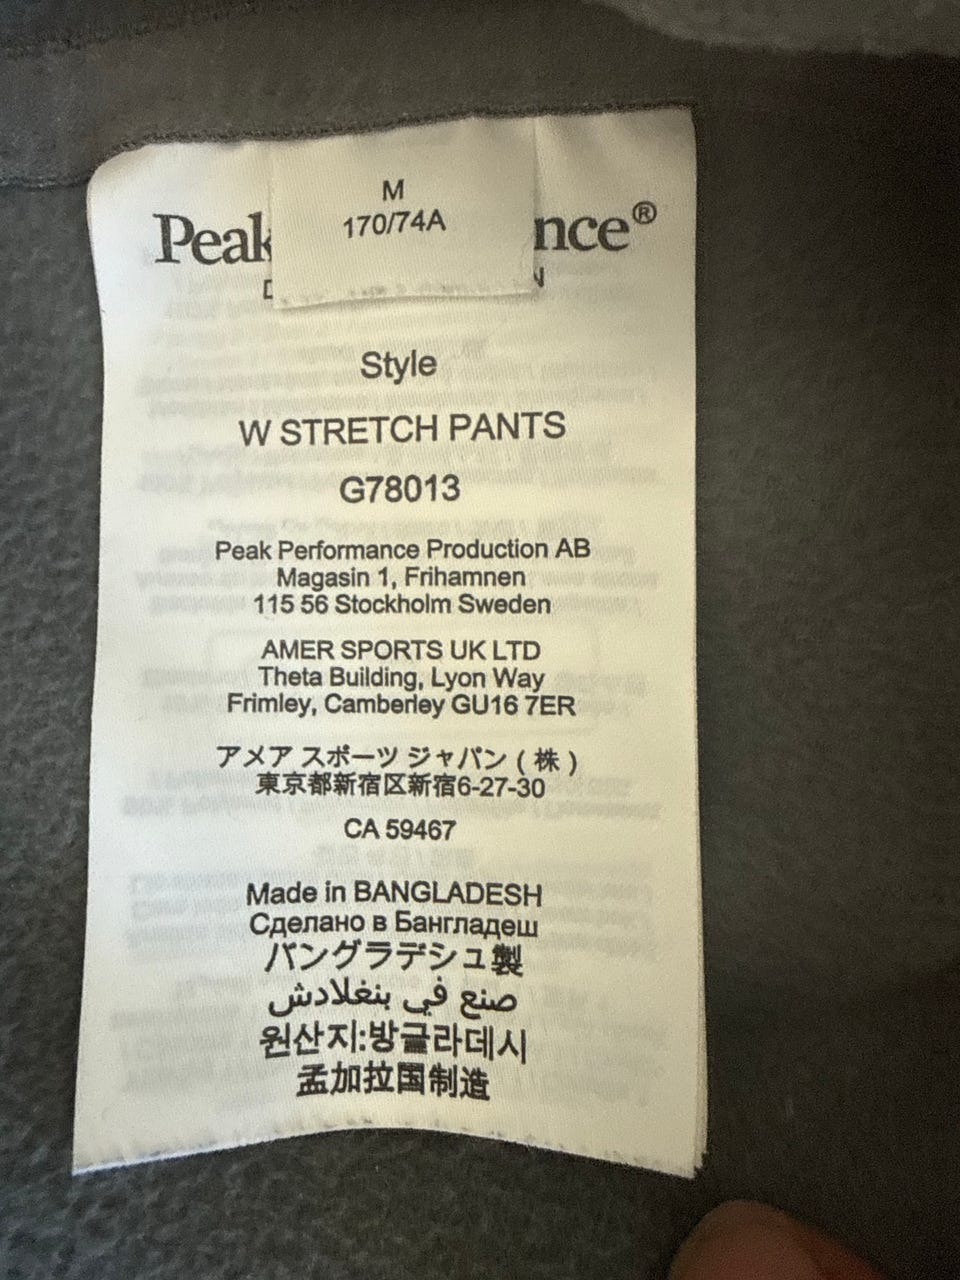 M
170/74A
Peak nce®
Style
W STRETCH PANTS
G78013
Peak Performance Production AB
Magasin 1, Frihamnen
115 56 Stockholm Sweden
AMER SPORTS UK LTD
Theta Building, Lyon Way
Frimley, Camberley GU16 7ER
アメア スポーツ ジャパン ( 株 )
東京都新宿区新宿6-27-30
CA 59467
Made in BANGLADESH
Сделано в Бангладеш
バングラデシュ製
صنع في بنغلادش
원산지:방글라데시
孟加拉国制造